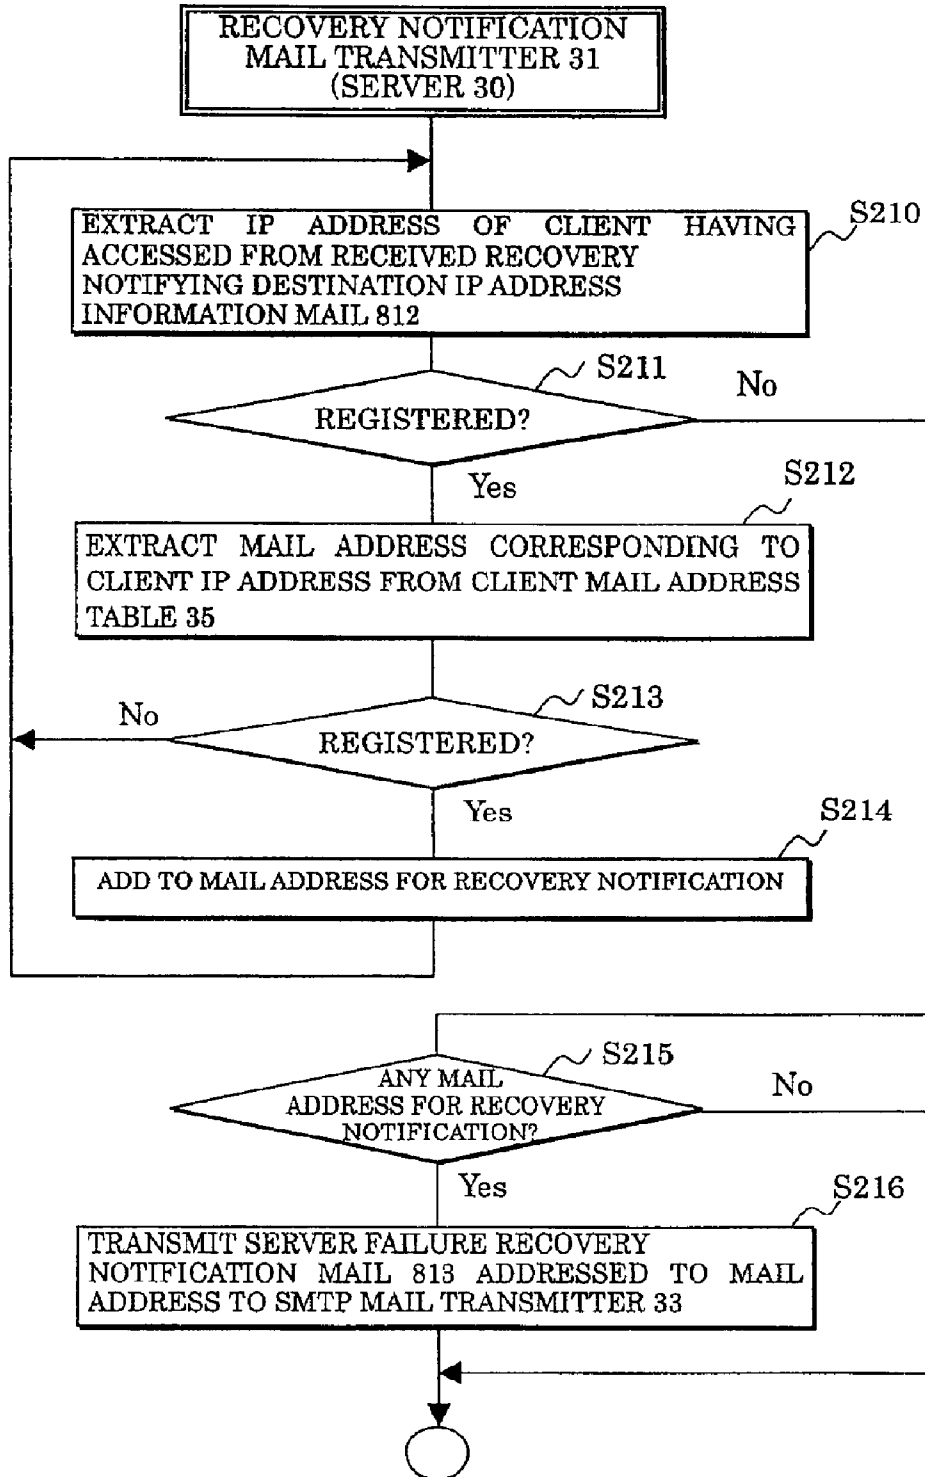 RECOVERY NOTIFICATION
MAIL TRANSMITTER 31
(SERVER 30)
S210
EXTRACT IP ADDRESS OF CLIENT HAVING
ACCESSED FROM RECEIVED RECOVERY
NOTIFYING DESTINATION IP ADDRESS
INFORMATION MAIL 812
S211
No
REGISTERED?
Yes
S212
EXTRACT MAIL ADDRESS CORRESPONDING TO
CLIENT IP ADDRESS FROM CLIENT MAIL ADDRESS
TABLE 35
S213
No
REGISTERED?
Yes
S214
ADD TO MAIL ADDRESS FOR RECOVERY NOTIFICATION
S215
ANY MAIL
ADDRESS FOR RECOVERY
NOTIFICATION?
No
Yes
S216
TRANSMIT SERVER FAILURE RECOVERY
NOTIFICATION MAIL 813 ADDRESSED TO MAIL
ADDRESS TO SMTP MAIL TRANSMITTER 33